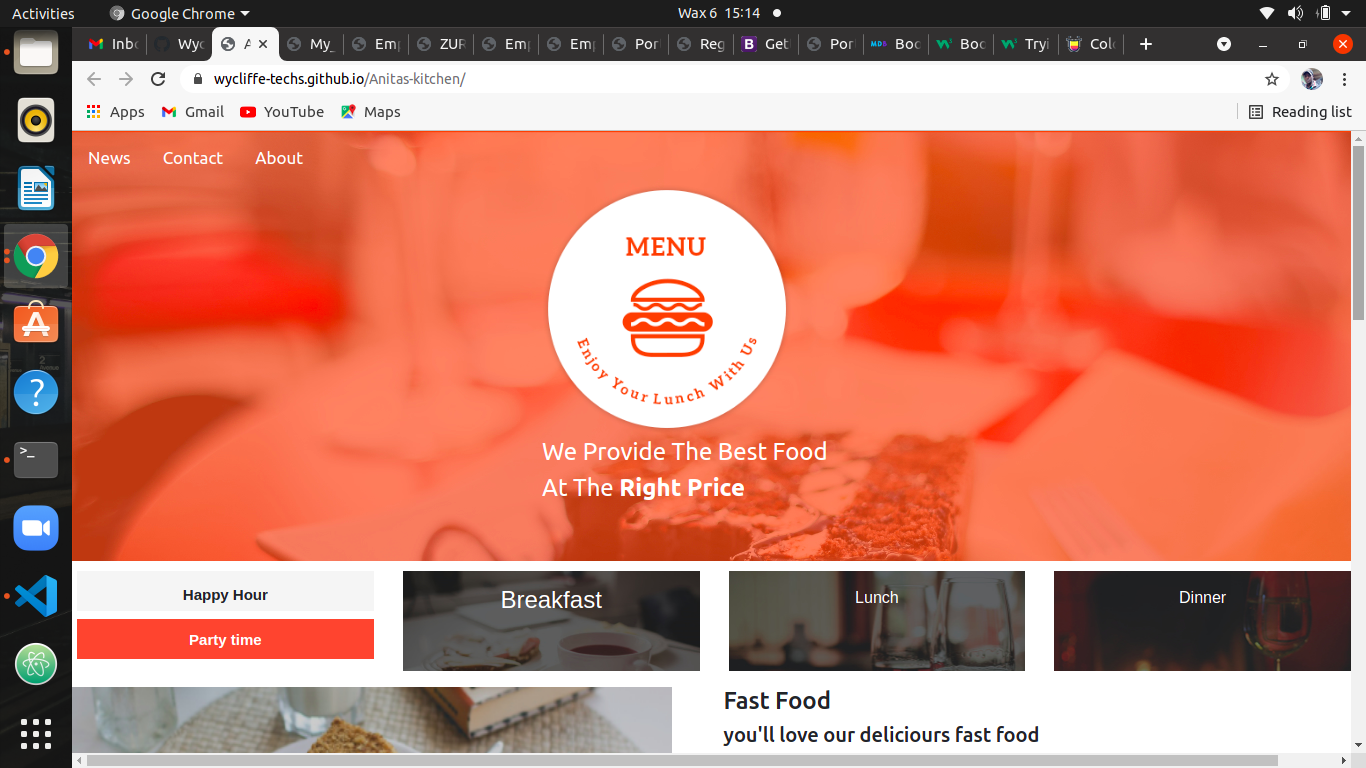 Activities
Google Chrome
Wax 6 15:14
Inbo
Wyc
A
My_
Emp
ZUR
Emp
Emp
Por
Reg
B Get
Por
MDB Boo
Boo
Tryi
Colo
wycliffe-techs.github.io/Anitas-kitchen/
Apps
Gmail
YouTube
Maps
Reading list
News
Contact
About
MENU
Enjoy Your Lunch With Us
We Provide The Best Food
At The Right Price
Happy Hour
Party time
Breakfast
Lunch
Dinner
Fast Food
you'll love our deliciours fast food